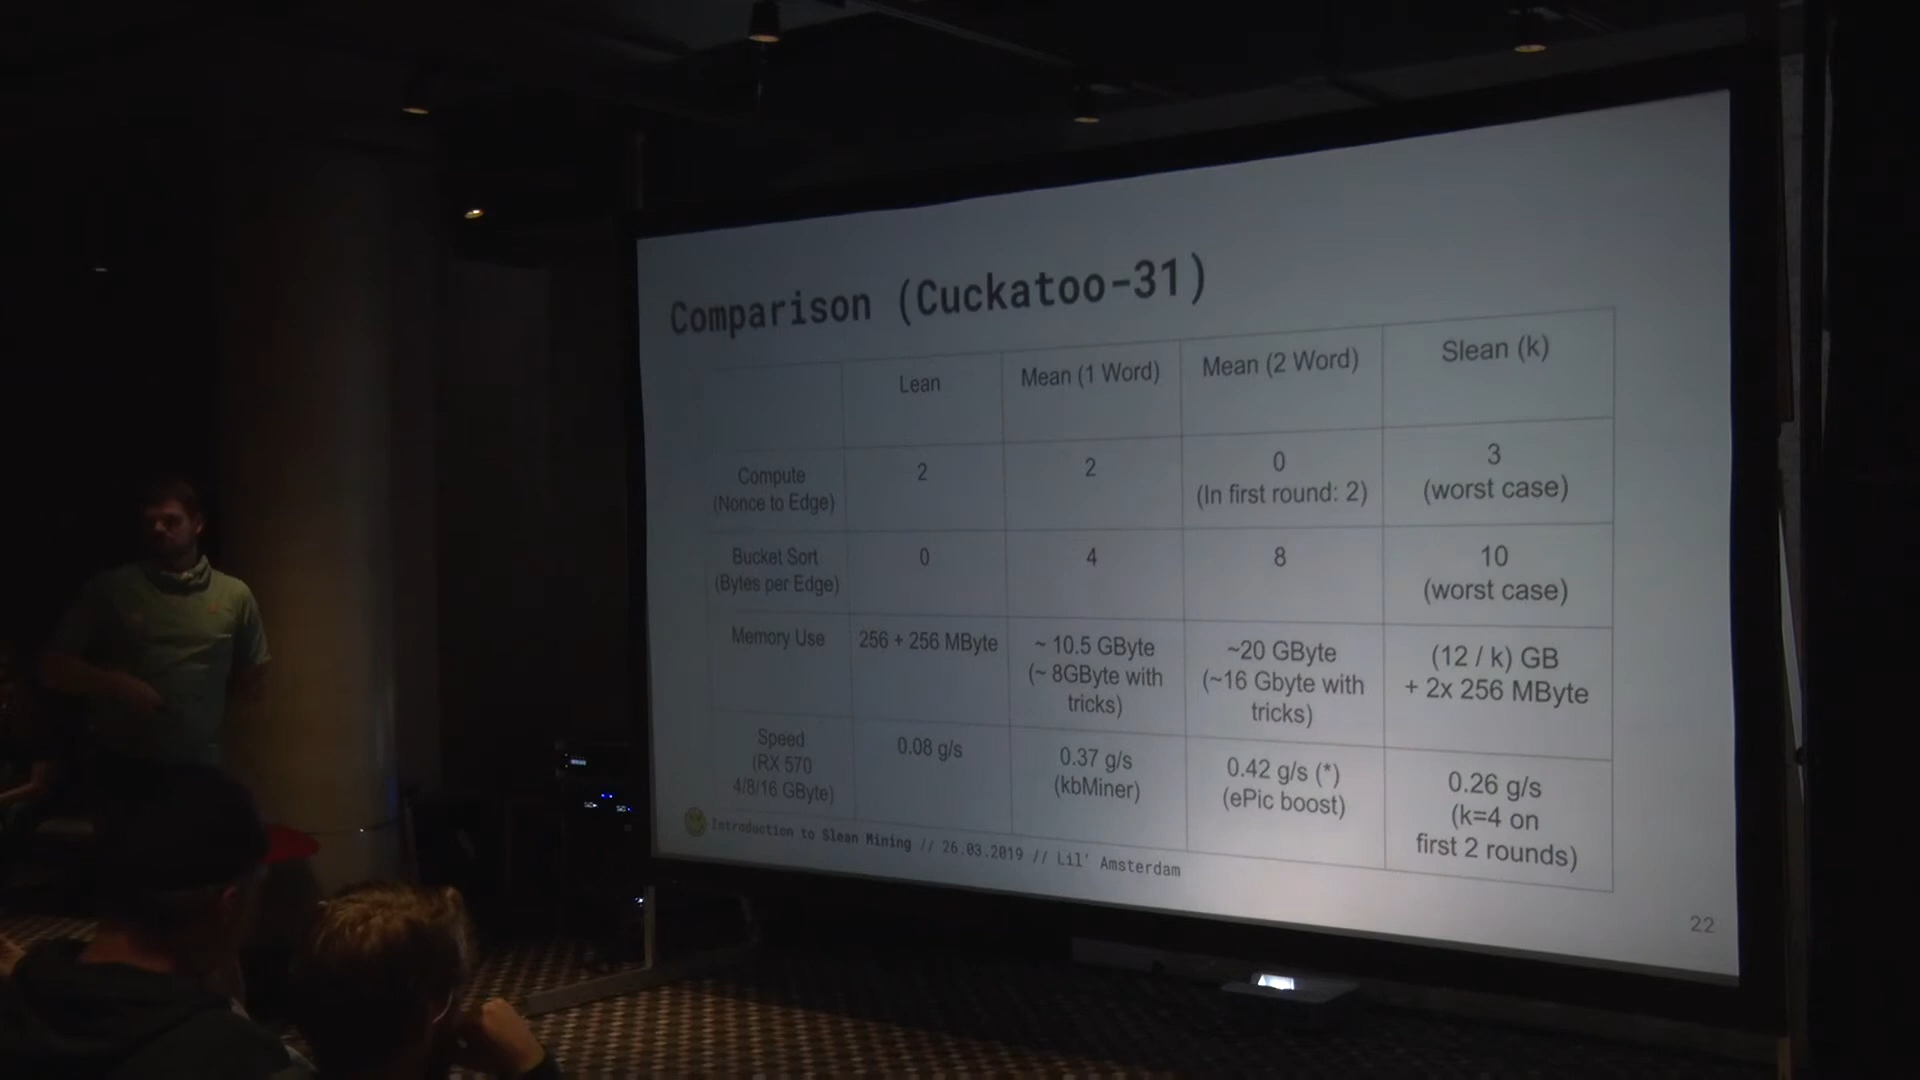 Comparison (Cuckatoo-31)
Lean
Mean (1 Word)
Mean (2 Word)
Slean (k)
Compute
(Nonce to Edge)
2
2
0
(In first round: 2)
3
(worst case)
Bucket Sort
(Bytes per Edge)
0
4
8
10
(worst case)
Memory Use
256 + 256 MByte
~ 10.5 GByte
(~ 8GByte with
tricks)
~20 GByte
(~16 Gbyte with
tricks)
(12 / k) GB
+ 2x 256 MByte
Speed
(RX 570
4/8/16 GByte)
0.08 g/s
0.37 g/s
(kbMiner)
0.42 g/s (*)
(ePic boost)
0.26 g/s
(k=4 on
first 2 rounds)
Introduction to Slean Mining // 26.03.2019 // Lil' Amsterdam
22